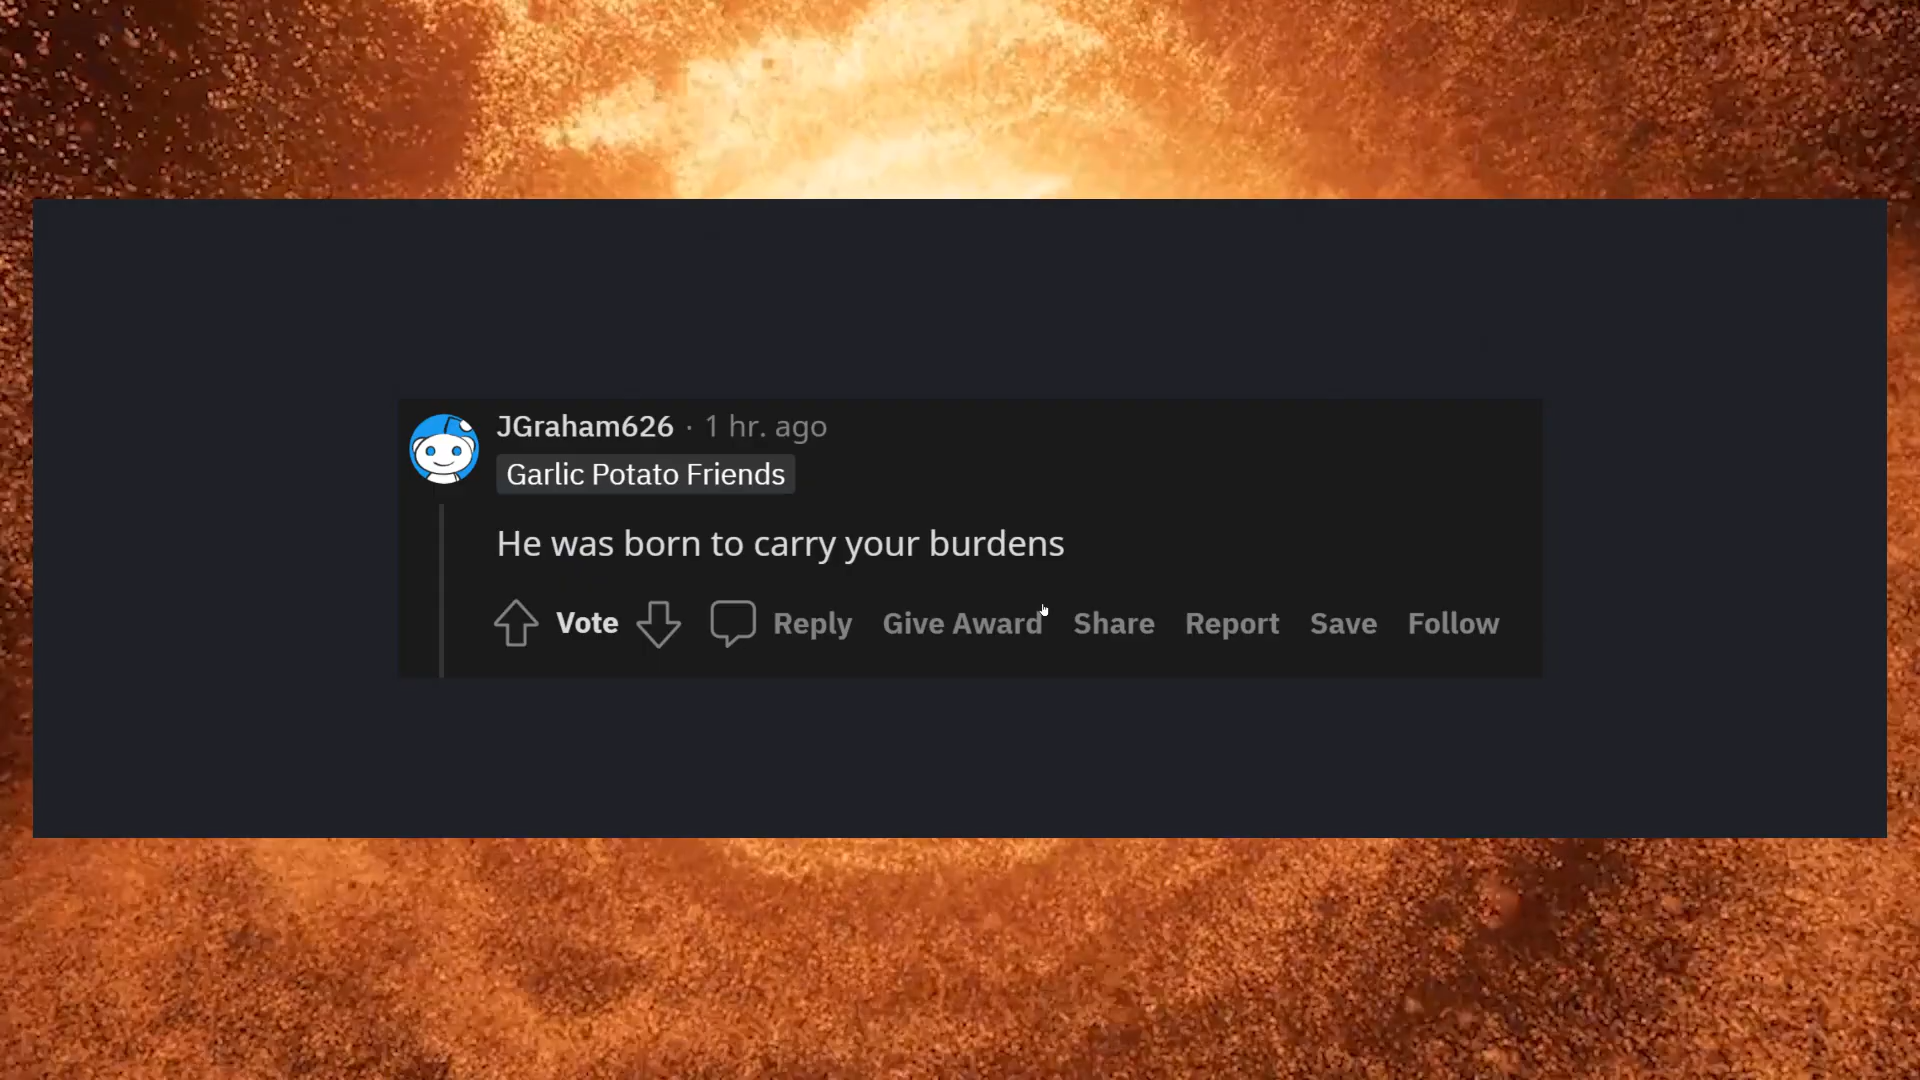 JGraham626 · 1 hr. ago
Garlic Potato Friends
He was born to carry your burdens
Vote Reply Give Award Share Report Save Follow